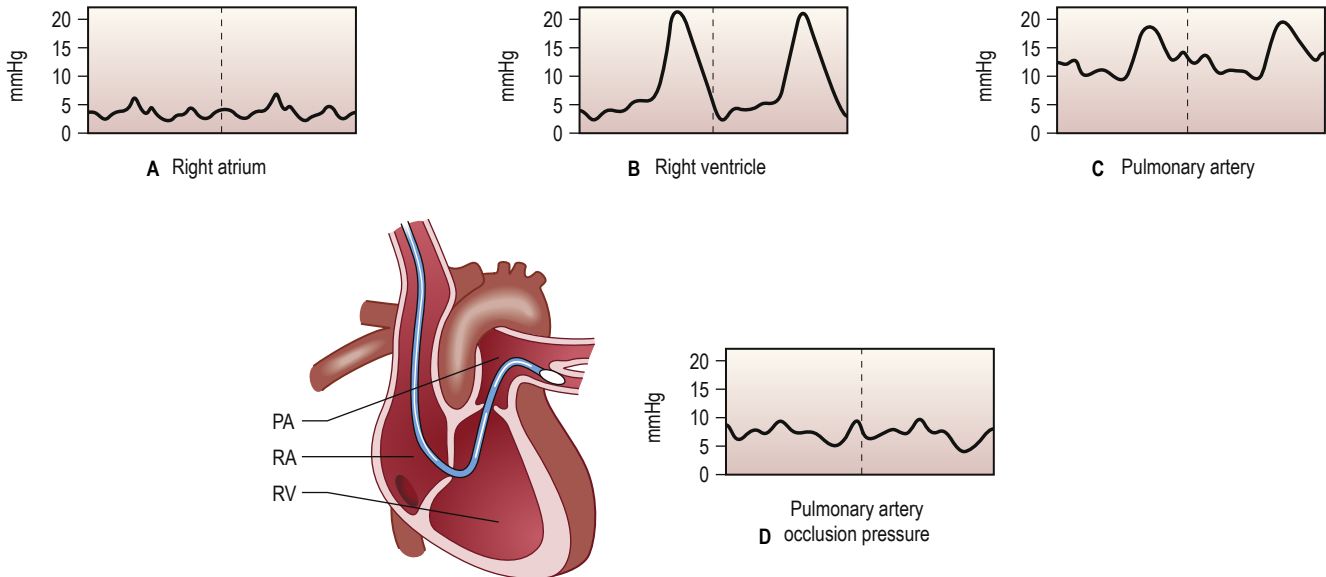 20
15
10
5
0
mmHg
A Right atrium
20
15
10
5
0
mmHg
B Right ventricle
20
15
10
5
0
mmHg
C Pulmonary artery
PA
RA
RV
20
15
10
5
0
mmHg
Pulmonary artery
D occlusion pressure